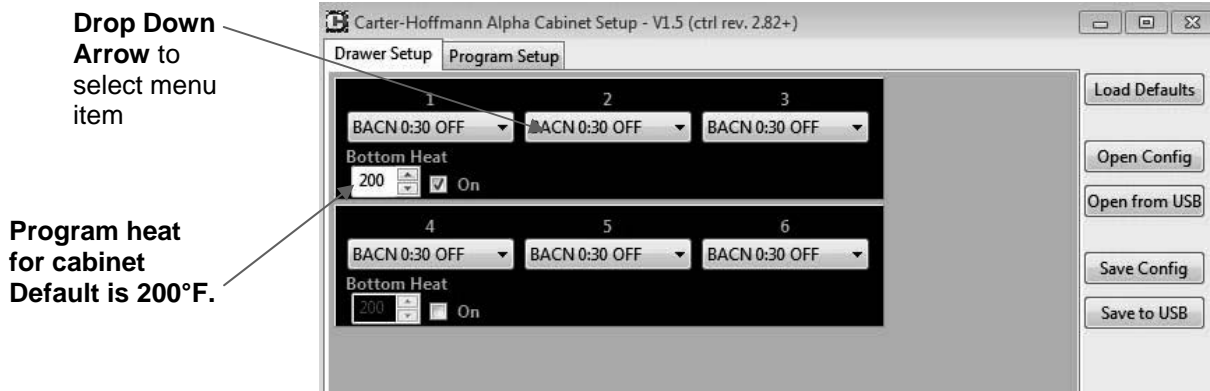 Drop Down
Arrow to
select menu
item
Program heat
for cabinet
Default is 200°F.
Carter-Hoffmann Alpha Cabinet Setup - V1.5 (ctrl rev. 2.82+)
Drawer Setup Program Setup
1 2 3
BACN 0:30 OFF BACN 0:30 OFF BACN 0:30 OFF
Bottom Heat
200 On
4 5 6
BACN 0:30 OFF BACN 0:30 OFF BACN 0:30 OFF
Bottom Heat
200 On
Load Defaults
Open Config
Open from USB
Save Config
Save to USB